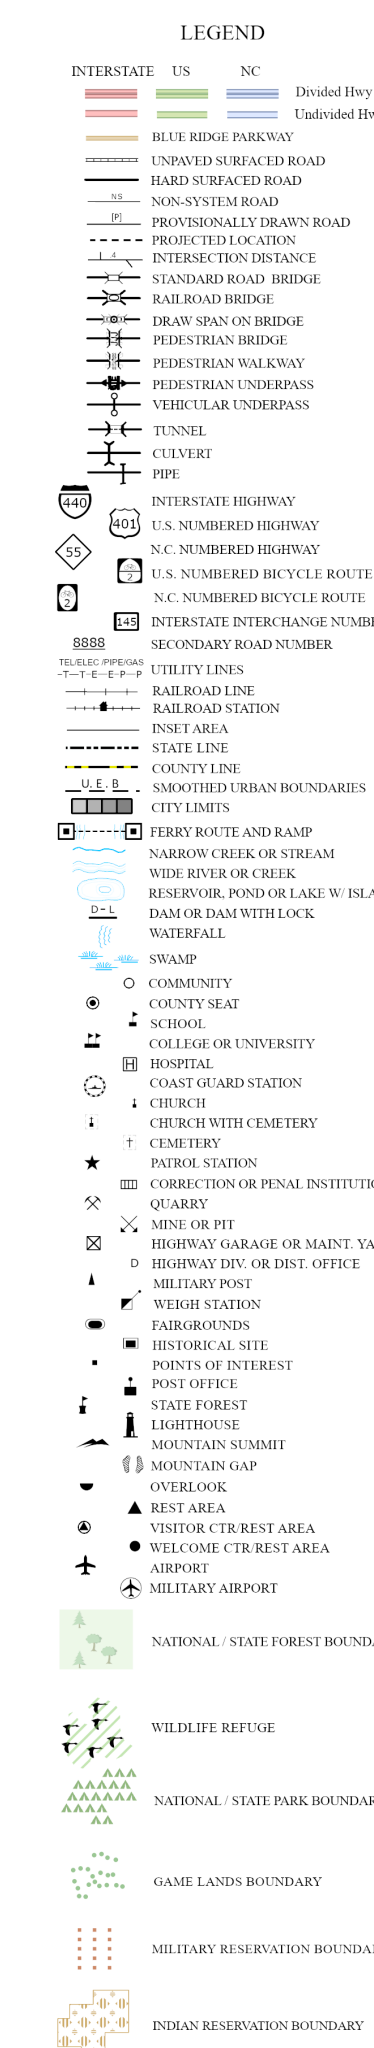 LEGEND
INTERSTATE US NC
Divided Hwy
Undivided Hw
BLUE RIDGE PARKWAY
UNPAVED SURFACED ROAD
HARD SURFACED ROAD
NS NON-SYSTEM ROAD
[P] PROVISIONALLY DRAWN ROAD
PROJECTED LOCATION
4 INTERSECTION DISTANCE
STANDARD ROAD BRIDGE
RAILROAD BRIDGE
DRAW SPAN ON BRIDGE
PEDESTRIAN BRIDGE
PEDESTRIAN WALKWAY
PEDESTRIAN UNDERPASS
VEHICULAR UNDERPASS
TUNNEL
CULVERT
PIPE
440 INTERSTATE HIGHWAY
401 U.S. NUMBERED HIGHWAY
55 N.C. NUMBERED HIGHWAY
2 U.S. NUMBERED BICYCLE ROUTE
2 N.C. NUMBERED BICYCLE ROUTE
145 INTERSTATE INTERCHANGE NUMBE
8888 SECONDARY ROAD NUMBER
TEL/ELEC /PIPE/GAS
-T-T-E-E-P-P UTILITY LINES
RAILROAD LINE
RAILROAD STATION
INSET AREA
STATE LINE
COUNTY LINE
U.E.B SMOOTHED URBAN BOUNDARIES
CITY LIMITS
FERRY ROUTE AND RAMP
NARROW CREEK OR STREAM
WIDE RIVER OR CREEK
RESERVOIR, POND OR LAKE W/ ISLA
D-L DAM OR DAM WITH LOCK
WATERFALL
SWAMP
COMMUNITY
COUNTY SEAT
SCHOOL
COLLEGE OR UNIVERSITY
H HOSPITAL
COAST GUARD STATION
CHURCH
CHURCH WITH CEMETERY
CEMETERY
PATROL STATION
CORRECTION OR PENAL INSTITUTIO
QUARRY
MINE OR PIT
HIGHWAY GARAGE OR MAINT. YA
D HIGHWAY DIV. OR DIST. OFFICE
MILITARY POST
WEIGH STATION
FAIRGROUNDS
HISTORICAL SITE
POINTS OF INTEREST
POST OFFICE
STATE FOREST
LIGHTHOUSE
MOUNTAIN SUMMIT
MOUNTAIN GAP
OVERLOOK
REST AREA
VISITOR CTR/REST AREA
WELCOME CTR/REST AREA
AIRPORT
MILITARY AIRPORT
NATIONAL / STATE FOREST BOUND
WILDLIFE REFUGE
NATIONAL / STATE PARK BOUNDAR
GAME LANDS BOUNDARY
MILITARY RESERVATION BOUNDA
INDIAN RESERVATION BOUNDARY